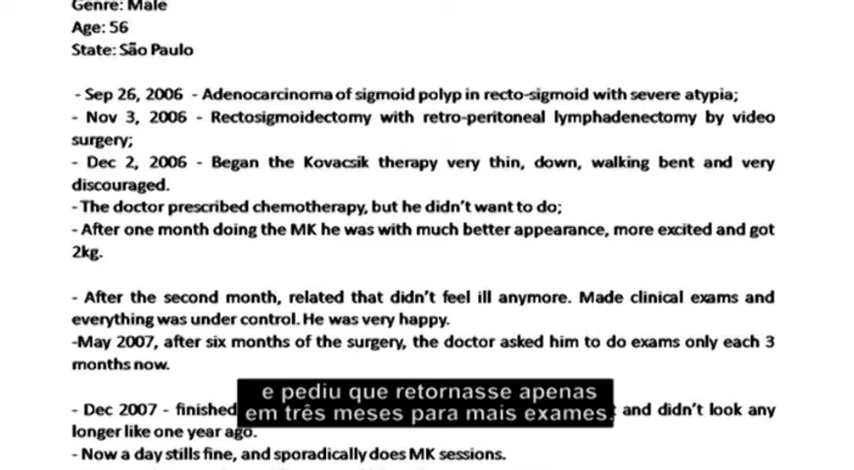 Genre: Male
Age: 56
State: São Paulo
- Sep 26, 2006 - Adenocarcinoma of sigmoid polyp in recto-sigmoid with severe atypia;
- Nov 3, 2006 - Rectosigmoidectomy with retro-peritoneal lymphadenectomy by video
surgery;
- Dec 2, 2006 - Began the Kovacsik therapy very thin, down, walking bent and very
discouraged.
- The doctor prescribed chemotherapy, but he didn't want to do;
- After one month doing the MK he was with much better appearance, more excited and got
2kg.
- After the second month, related that didn't feel ill anymore. Made clinical exams and
everything was under control. He was very happy.
-May 2007, after six months of the surgery, the doctor asked him to do exams only each 3
months now.
e pediu que retornasse apenas
em três meses para mais exames.
- Dec 2007 - finished and didn't look any
longer like one year ago.
- Now a day stills fine, and sporadically does MK sessions.